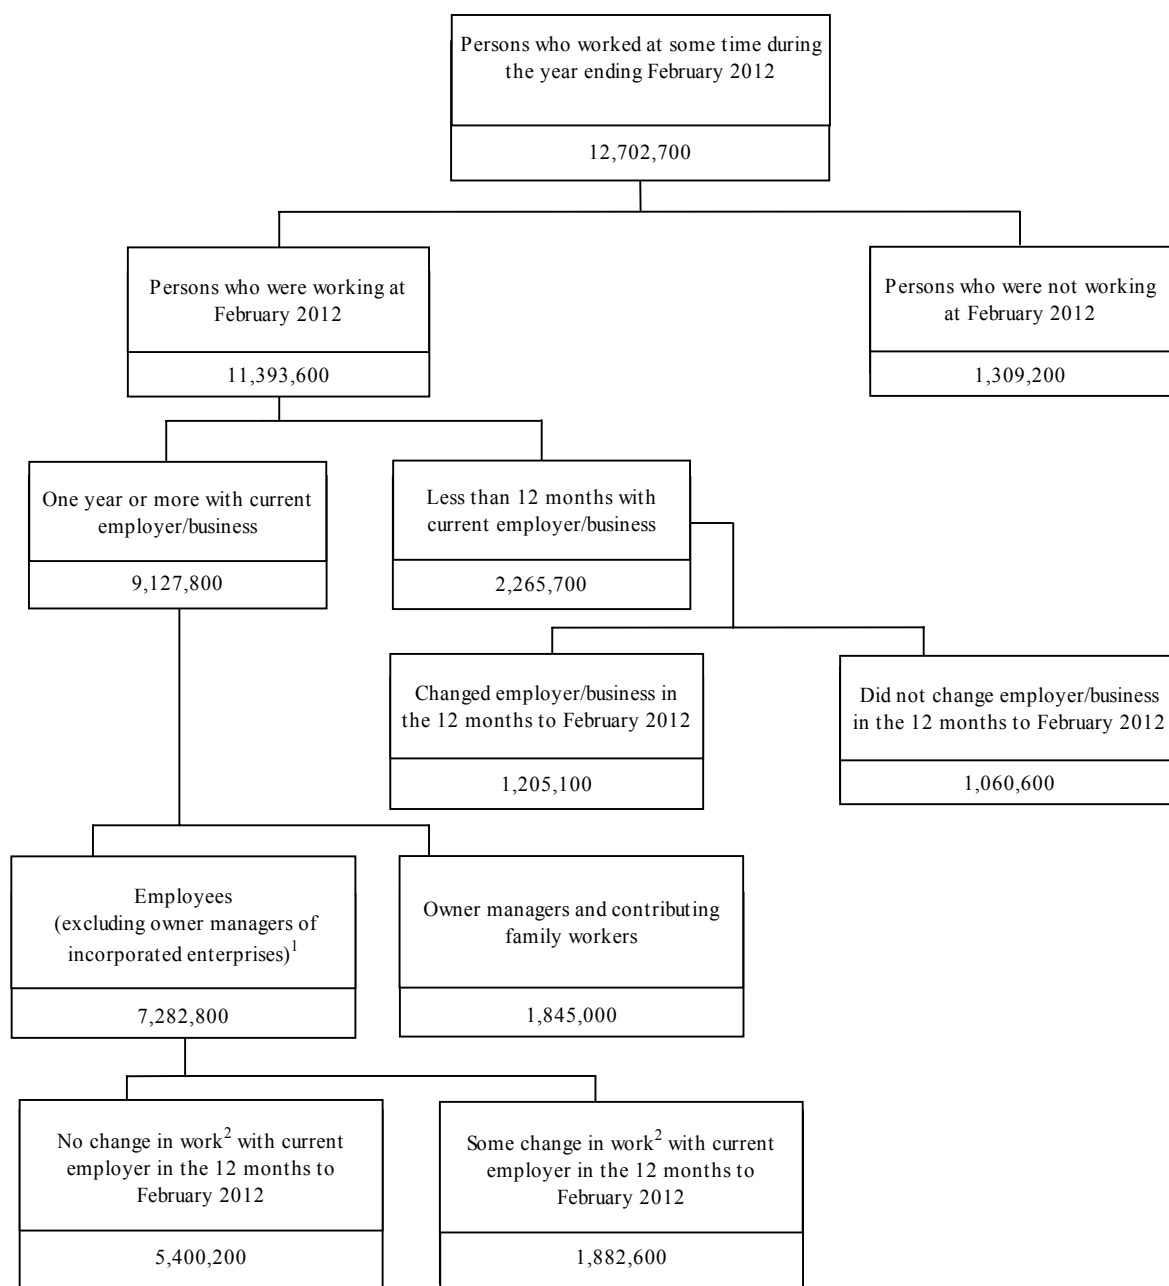 Persons who worked at some time during
the year ending February 2012
12,702,700
Persons who were working at
February 2012
11,393,600
Persons who were not working
at February 2012
1,309,200
One year or more with current
employer/business
9,127,800
Less than 12 months with
current employer/business
2,265,700
Changed employer/business in
the 12 months to February 2012
1,205,100
Did not change employer/business
in the 12 months to February 2012
1,060,600
Employees
(excluding owner managers of
incorporated enterprises)1
7,282,800
Owner managers and contributing
family workers
1,845,000
No change in work2 with current
employer in the 12 months to
February 2012
5,400,200
Some change in work2 with current
employer in the 12 months to
February 2012
1,882,600